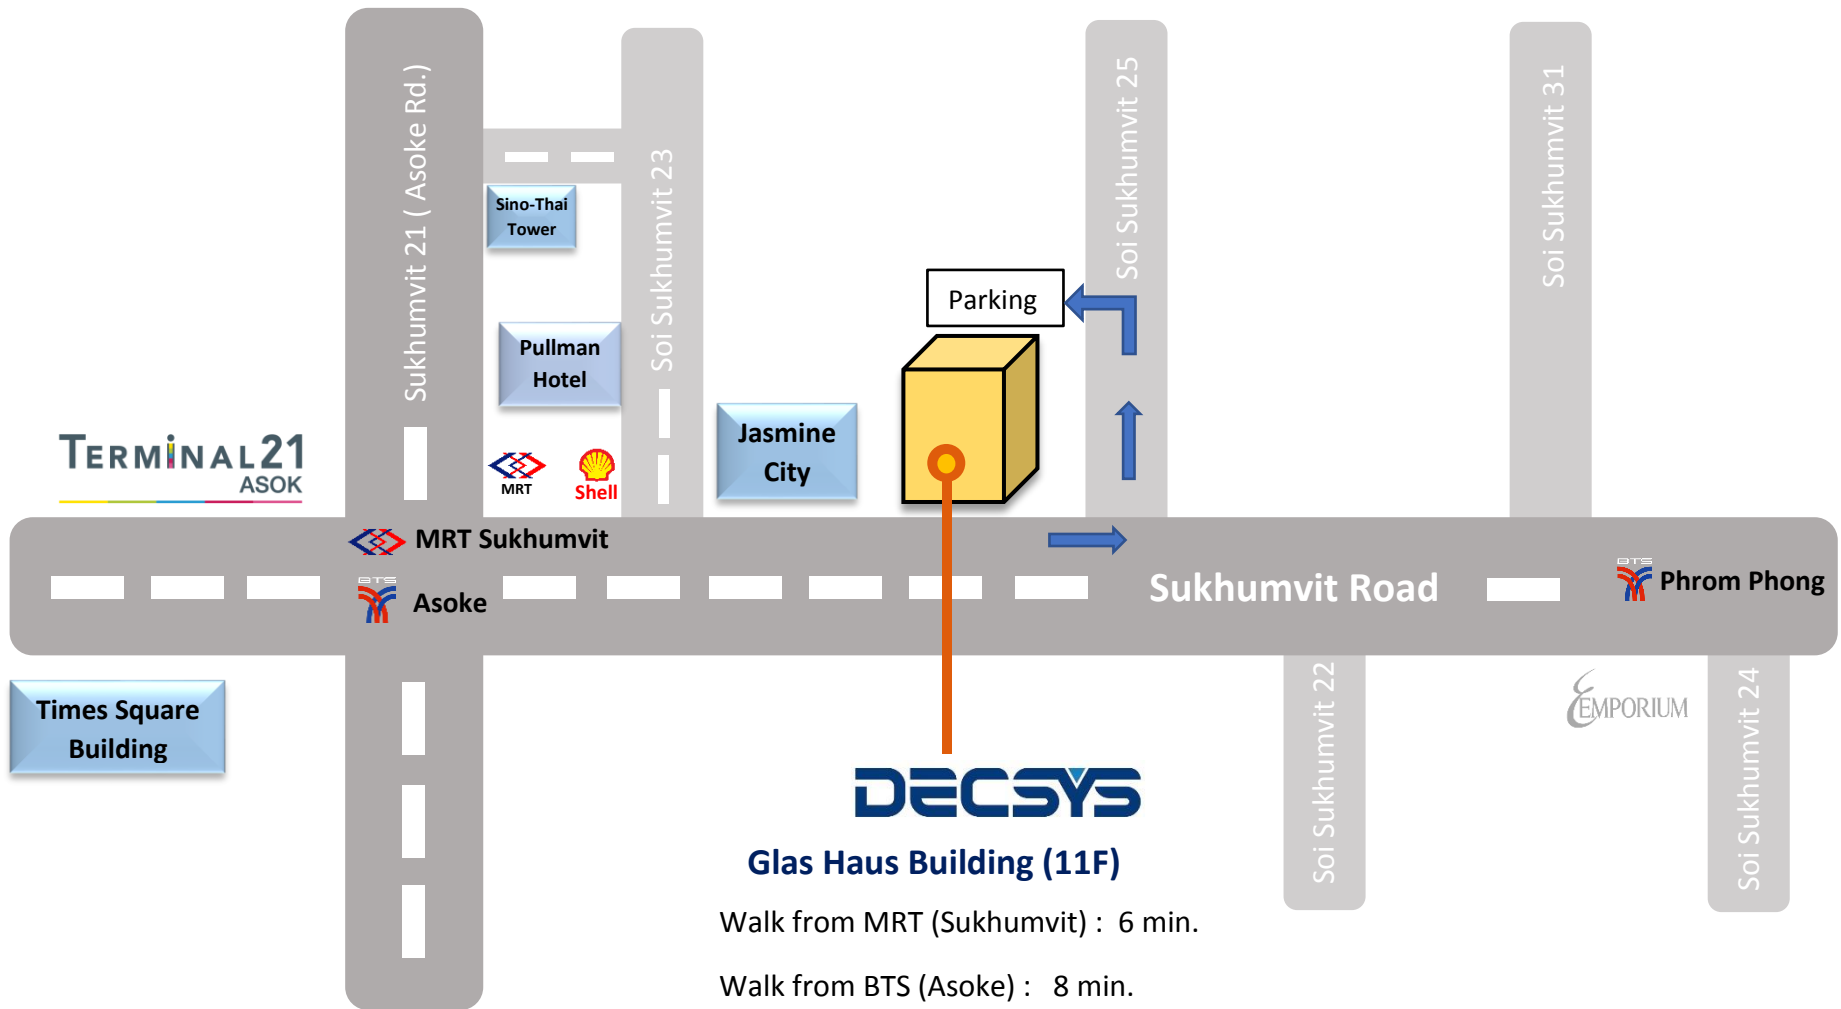 Sukhumvit 21 ( Asoke Rd.)
Soi Sukhumvit 23
Soi Sukhumvit 25
Soi Sukhumvit 31
Sino-Thai
Tower
Parking
Pullman
Hotel
TERMINAL21
ASOK
Jasmine
City
MRT
Shell
MRT Sukhumvit
BTS
Asoke
Sukhumvit Road
BTS
Phrom Phong
Times Square
Building
Soi Sukhumvit 22
EMPORIUM
Soi Sukhumvit 24
DECSYS
Glas Haus Building (11F)
Walk from MRT (Sukhumvit) : 6 min.
Walk from BTS (Asoke) : 8 min.